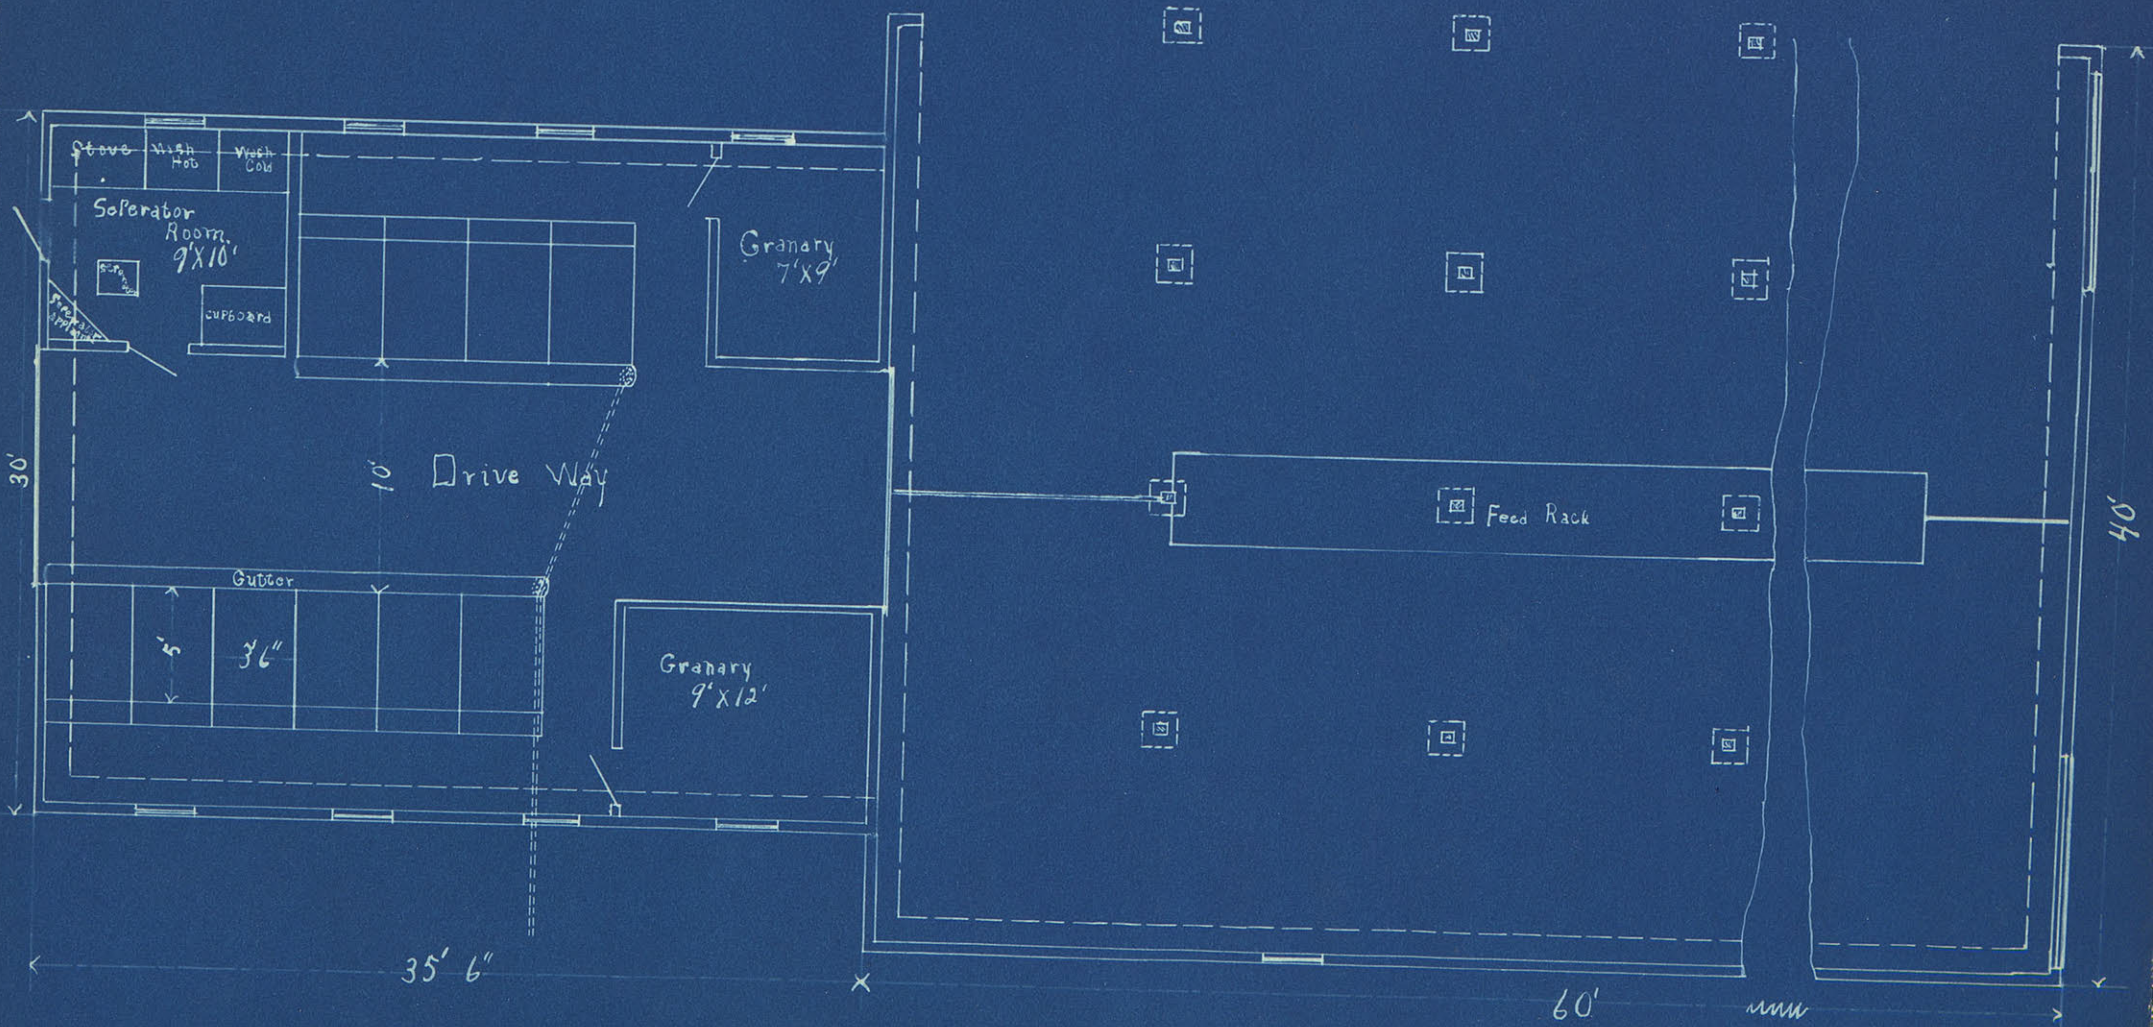 Stove
Wash
Hot
Wash
Cold
Seperator
Room.
9'X10'
cupboard
Granary
7'X9'
30'
10'
Drive Way
Feed Rack
40'
Gutter
5'
3'6"
Granary
9'X12'
35' 6"
60'